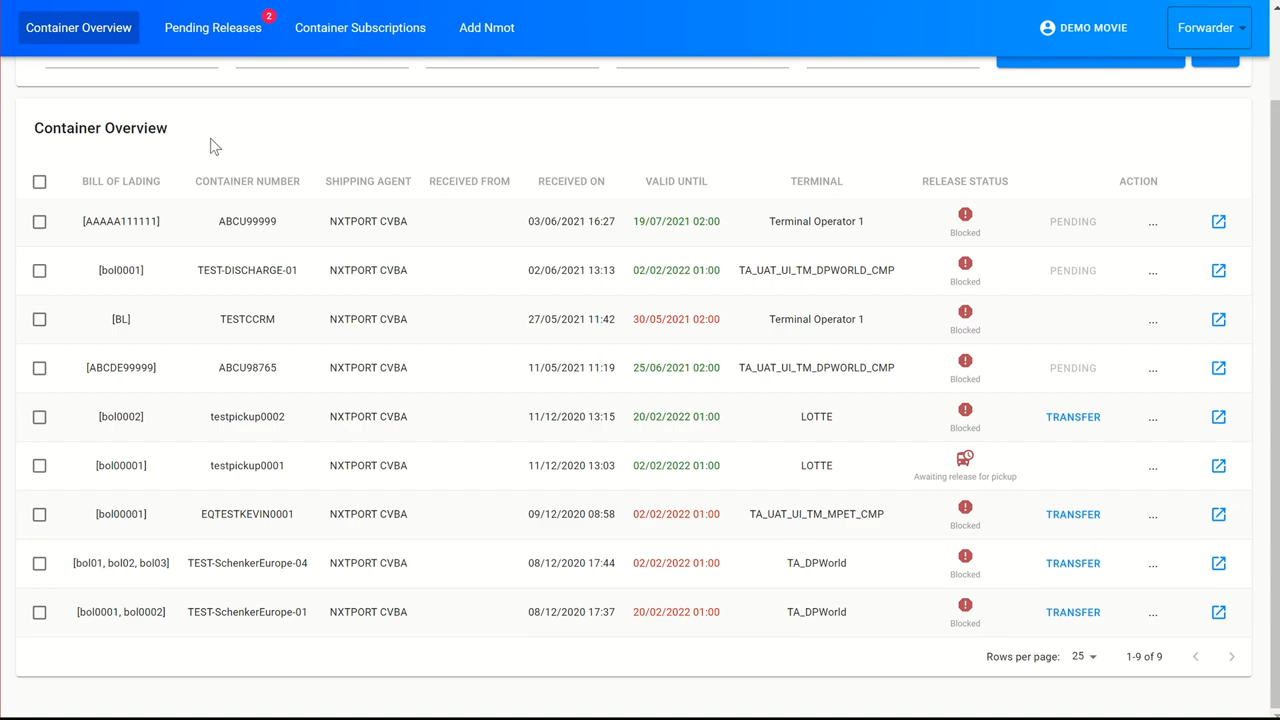 Container Overview Pending Releases 2 Container Subscriptions Add Nmot DEMO MOVIE Forwarder
Container Overview
BILL OF LADING CONTAINER NUMBER SHIPPING AGENT RECEIVED FROM RECEIVED ON VALID UNTIL TERMINAL RELEASE STATUS ACTION
[AAAAA111111] ABCU99999 NXTPORT CVBA 03/06/2021 16:27 19/07/2021 02:00 Terminal Operator 1 Blocked PENDING ...
[bol0001] TEST-DISCHARGE-01 NXTPORT CVBA 02/06/2021 13:13 02/02/2022 01:00 TA_UAT_UI_TM_DPWORLD_CMP Blocked PENDING ...
[BL] TESTCCRM NXTPORT CVBA 27/05/2021 11:42 30/05/2021 02:00 Terminal Operator 1 Blocked ...
[ABCDE99999] ABCU98765 NXTPORT CVBA 11/05/2021 11:19 25/06/2021 02:00 TA_UAT_UI_TM_DPWORLD_CMP Blocked PENDING ...
[bol0002] testpickup0002 NXTPORT CVBA 11/12/2020 13:15 20/02/2022 01:00 LOTTE Blocked TRANSFER ...
[bol00001] testpickup0001 NXTPORT CVBA 11/12/2020 13:03 02/02/2022 01:00 LOTTE Awaiting release for pickup ...
[bol00001] EQTESTKEVIN0001 NXTPORT CVBA 09/12/2020 08:58 02/02/2022 01:00 TA_UAT_UI_TM_MPET_CMP Blocked TRANSFER ...
[bol01, bol02, bol03] TEST-SchenkerEurope-04 NXTPORT CVBA 08/12/2020 17:44 02/02/2022 01:00 TA_DPWorld Blocked TRANSFER ...
[bol0001, bol0002] TEST-SchenkerEurope-01 NXTPORT CVBA 08/12/2020 17:37 20/02/2022 01:00 TA_DPWorld Blocked TRANSFER ...
Rows per page: 25 1-9 of 9